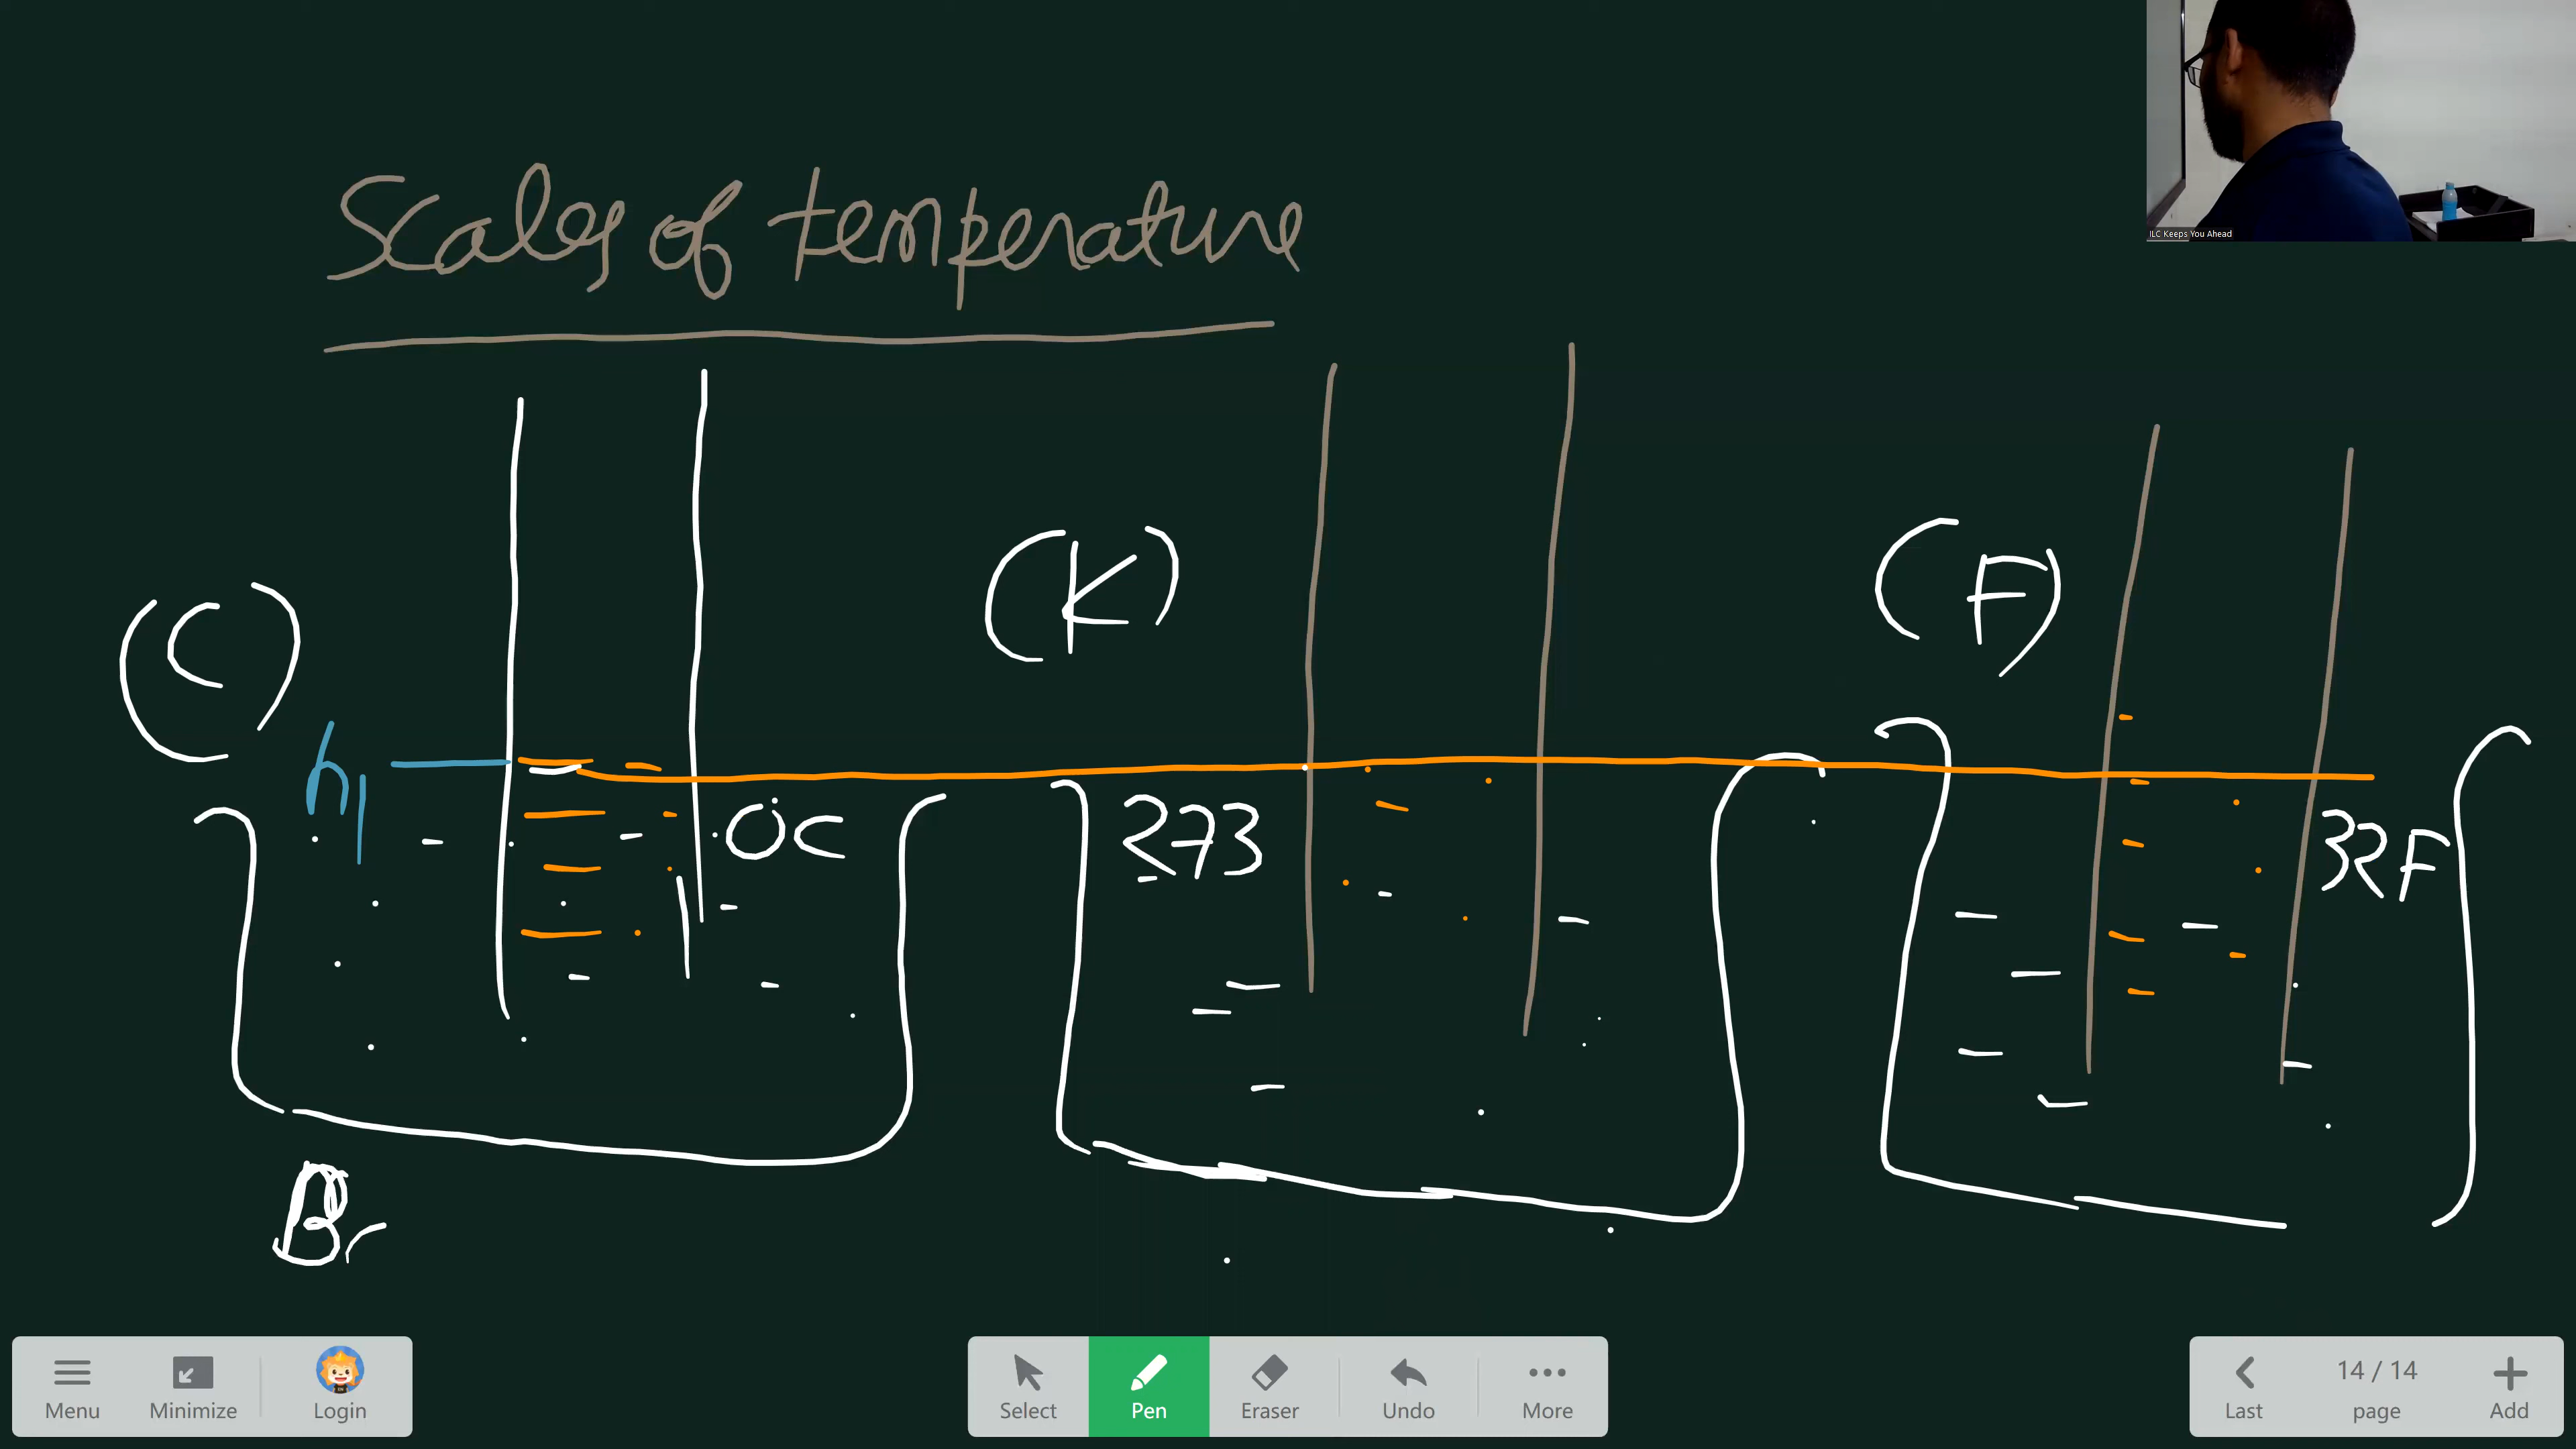 ILC Keeps You Ahead
Scales of temperature
(C)
(K)
(F)
h1
0C
273
32F
Br
Menu
Minimize
Login
Select
Pen
Eraser
Undo
More
Last
14 / 14
page
Add